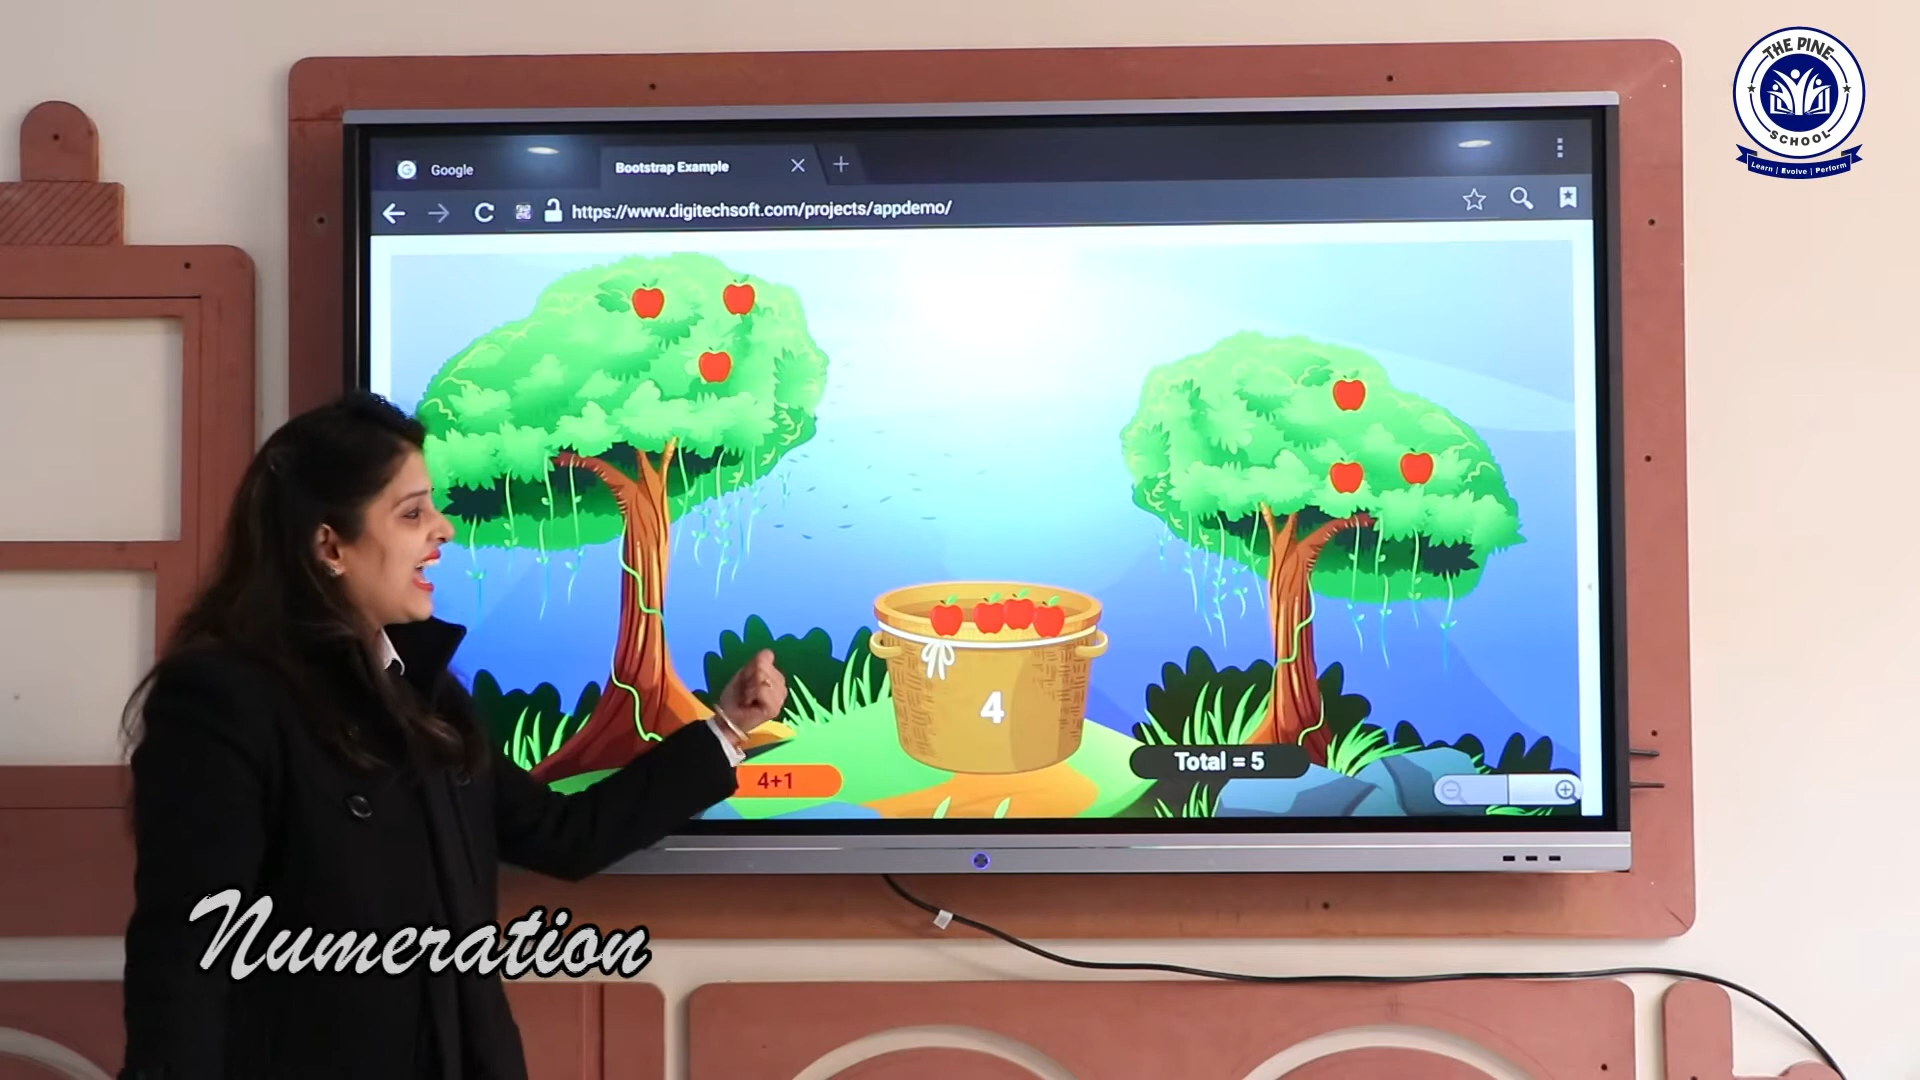 THE PINE
SCHOOL
Learn | Evolve | Perform
Google
Bootstrap Example
https://www.digitechsoft.com/projects/appdemo/
4
Total = 5
4+1
Numeration